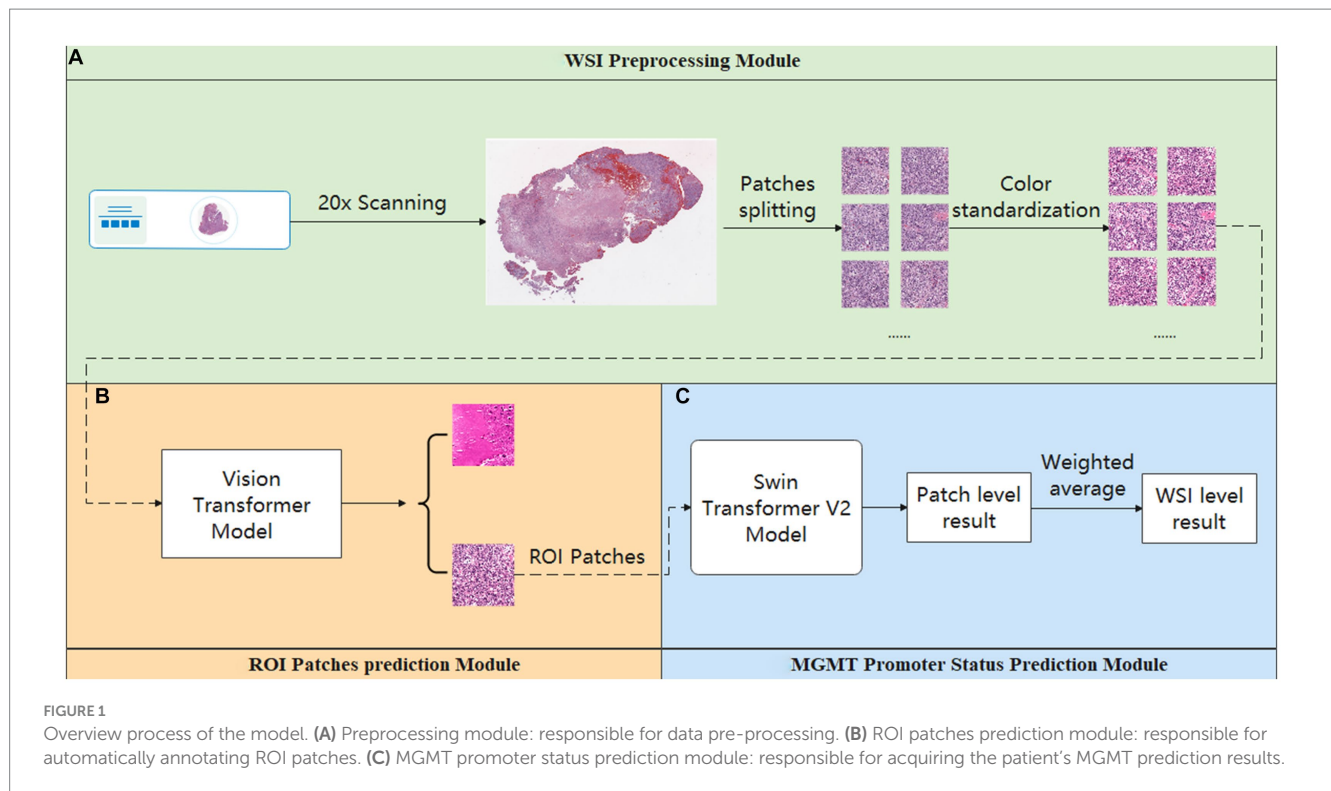 A
WSI Preprocessing Module
20x Scanning
Patches
splitting
Color
standardization
......
......
B
Vision
Transformer
Model
ROI Patches
ROI Patches prediction Module
C
Swin
Transformer V2
Model
Patch level
result
Weighted
average
WSI level
result
MGMT Promoter Status Prediction Module
FIGURE 1
Overview process of the model. (A) Preprocessing module: responsible for data pre-processing. (B) ROI patches prediction module: responsible for
automatically annotating ROI patches. (C) MGMT promoter status prediction module: responsible for acquiring the patient’s MGMT prediction results.